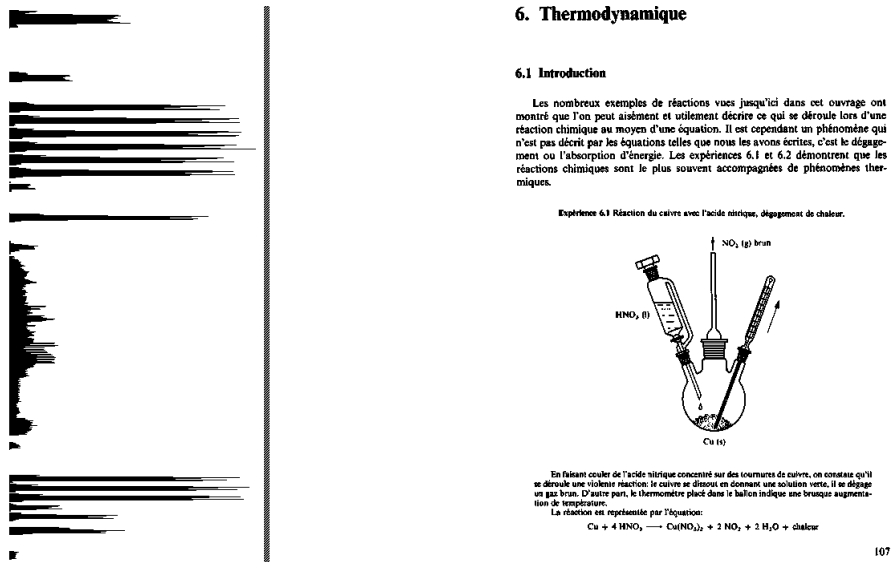 6. Thermodynamique
6.1 Introduction
Les nombreux exemples de réactions vues jusqu'ici dans cet ouvrage ont
montré que l'on peut aisément et utilement décrire ce qui se déroule lors d'une
réaction chimique au moyen d'une équation. Il est cependant un phénomène qui
n'est pas décrit par les équations telles que nous les avons écrites, c'est le dégage-
ment ou l'absorption d'énergie. Les expériences 6.1 et 6.2 démontrent que les
réactions chimiques sont le plus souvent accompagnées de phénomènes ther-
miques.
Expérience 6.1 Réaction du cuivre avec l'acide nitrique, dégagement de chaleur.
NO₂ (g) brun
HNO₃ (l)
Cu (s)
En faisant couler de l'acide nitrique concentré sur des tournures de cuivre, on constate qu'il
se déroule une violente réaction: le cuivre se dissout en donnant une solution verte, il se dégage
un gaz brun. D'autre part, le thermomètre placé dans le ballon indique une brusque augmenta-
tion de température.
La réaction est représentée par l'équation:
Cu + 4 HNO₃ ⟶ Cu(NO₃)₂ + 2 NO₂ + 2 H₂O + chaleur
107